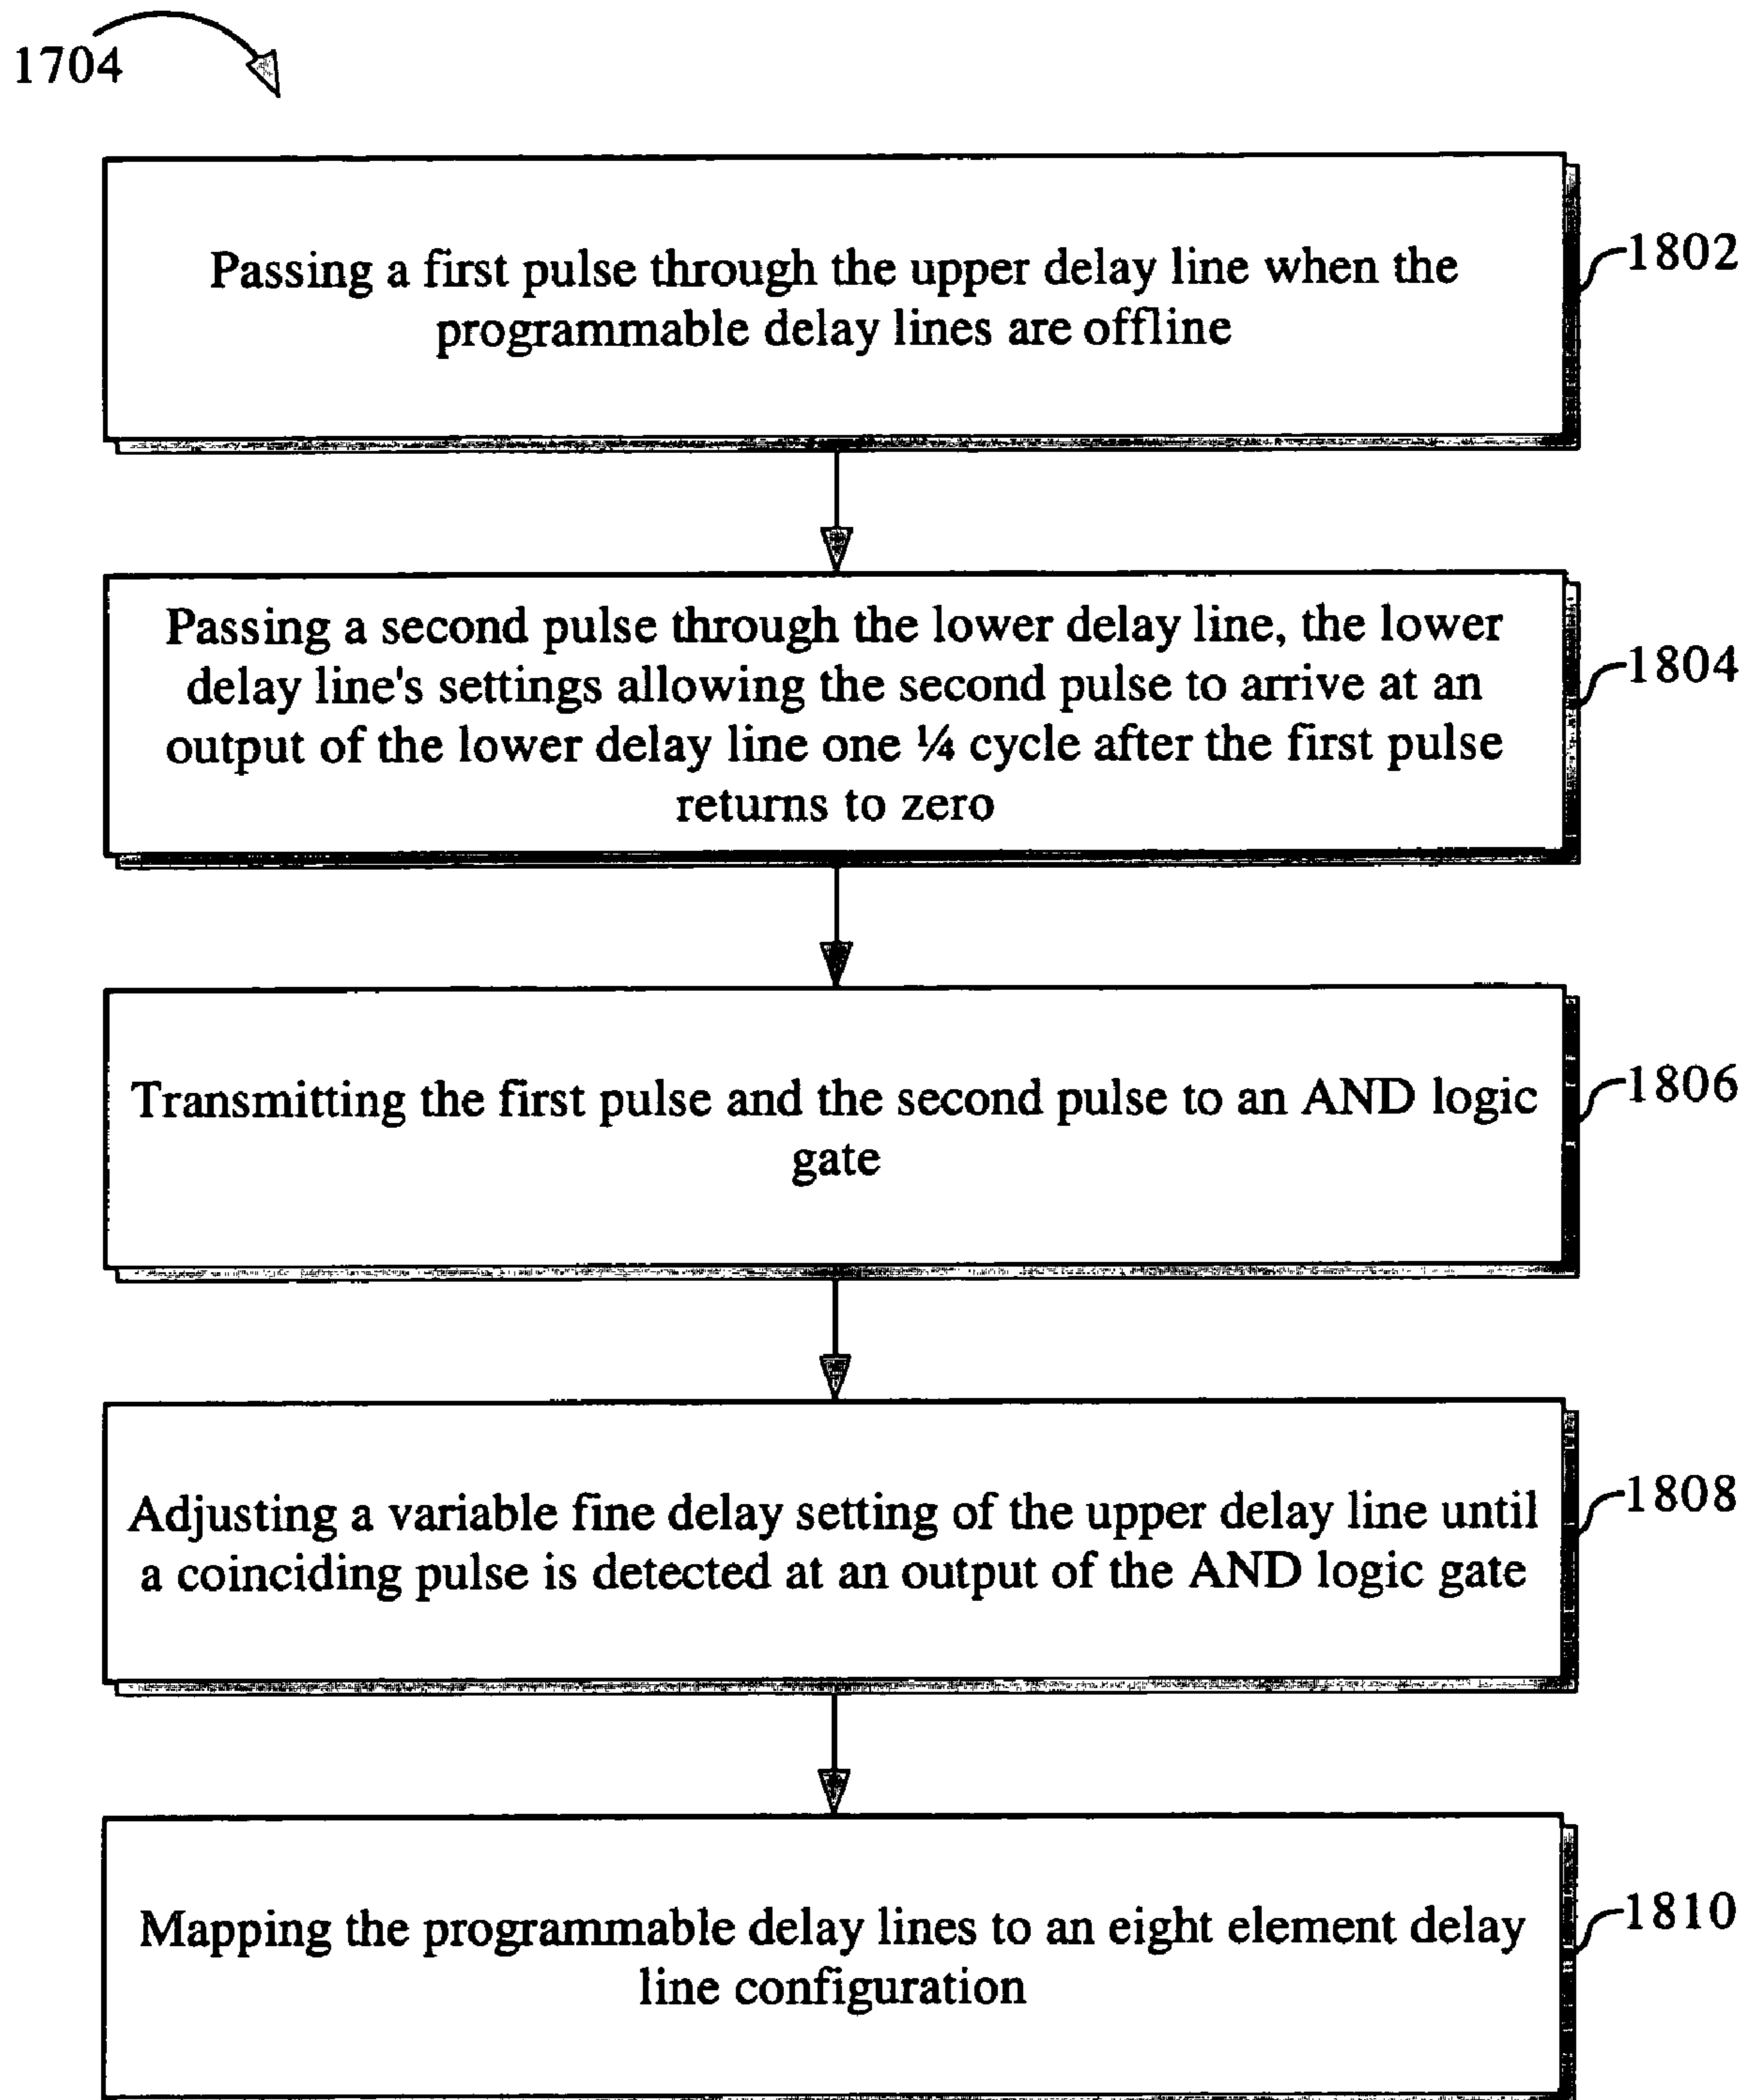 1704
Passing a first pulse through the upper delay line when the
programmable delay lines are offline
1802
Passing a second pulse through the lower delay line, the lower
delay line's settings allowing the second pulse to arrive at an
output of the lower delay line one ¼ cycle after the first pulse
returns to zero
1804
Transmitting the first pulse and the second pulse to an AND logic
gate
1806
Adjusting a variable fine delay setting of the upper delay line until
a coinciding pulse is detected at an output of the AND logic gate
1808
Mapping the programmable delay lines to an eight element delay
line configuration
1810